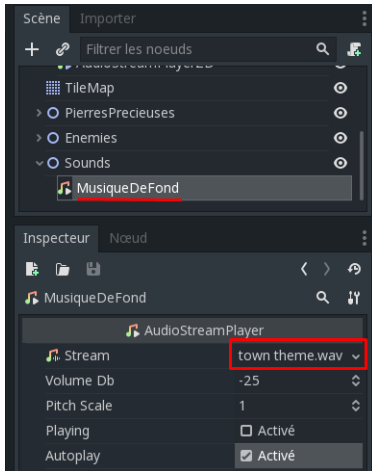 Scène Importer
Filtrer les noeuds
AudioStreamPlayer2D
TileMap
PierresPrecieuses
Enemies
Sounds
MusiqueDeFond
Inspecteur Nœud
MusiqueDeFond
AudioStreamPlayer
Stream town theme.wav
Volume Db -25
Pitch Scale 1
Playing Activé
Autoplay Activé